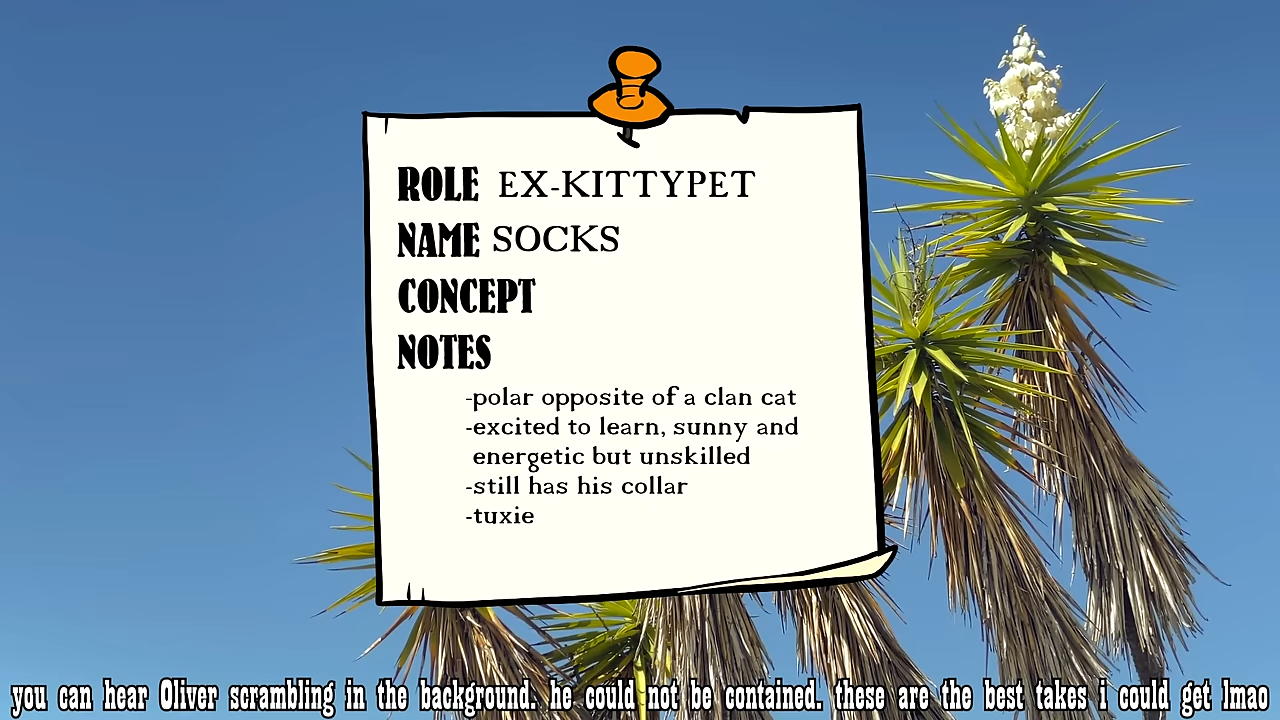 ROLE EX-KITTYPET
NAME SOCKS
CONCEPT
NOTES
-polar opposite of a clan cat
-excited to learn, sunny and
energetic but unskilled
-still has his collar
-tuxie
you can hear Oliver scrambling in the background. he could not be contained. these are the best takes i could get lmao